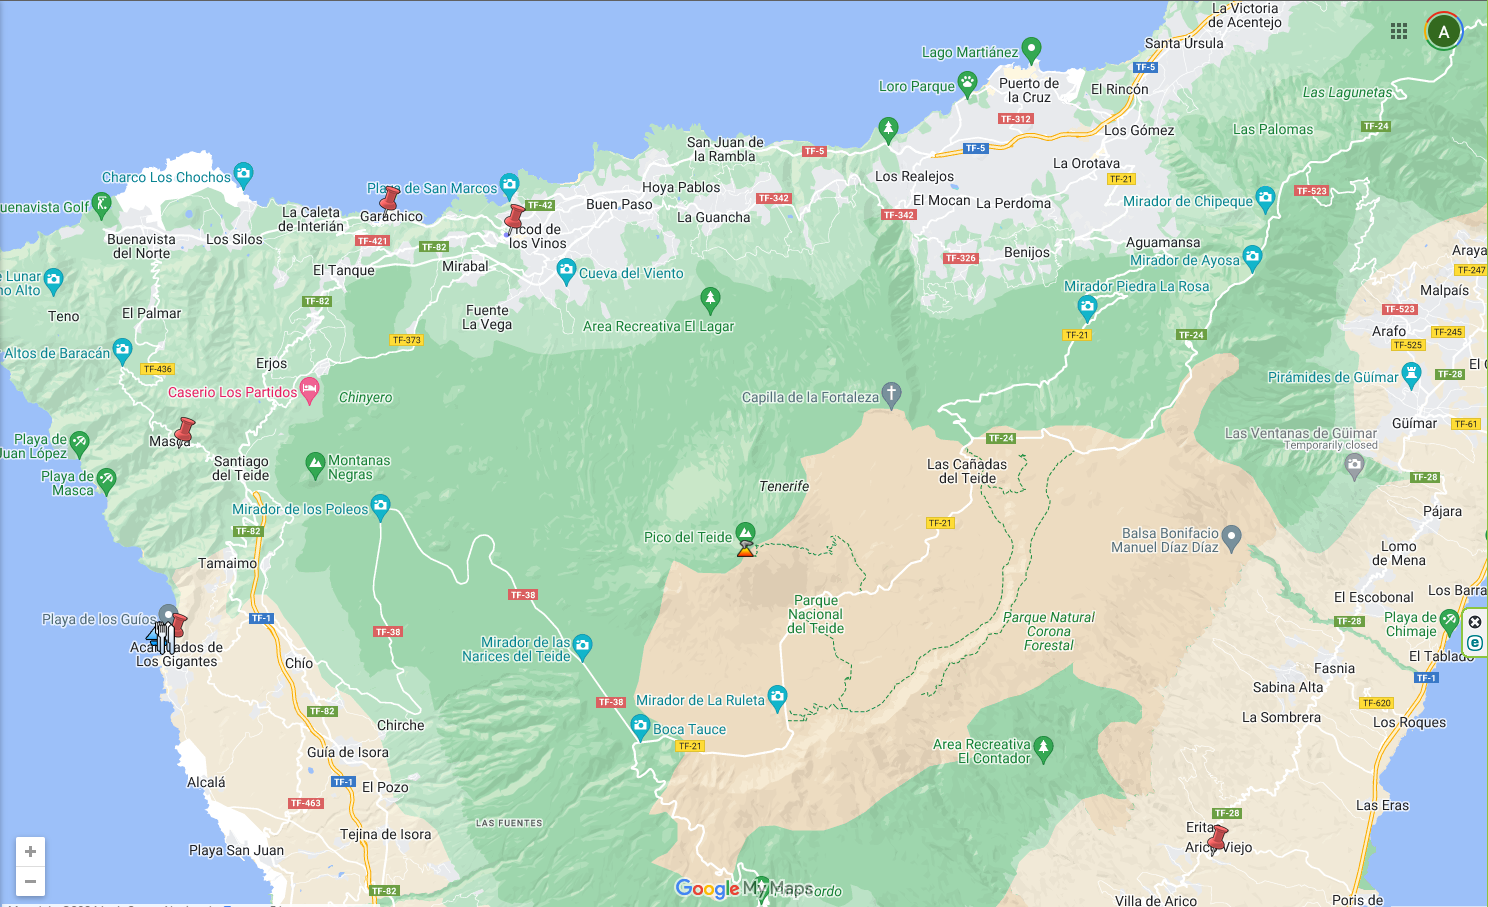 La Victoria
de Acentejo
Santa Úrsula
A
Lago Martiánez
TF-5
Loro Parque
Puerto de
la Cruz
El Rincón
Las Lagunetas
TF-312
Los Gómez
Las Palomas
TF-24
San Juan de
la Rambla
TF-5
TF-5
La Orotava
Charco Los Chochos
Playa de San Marcos
Hoya Pablos
Los Realejos
TF-21
TF-523
uenavista Golf
La Caleta
de Interián
Garachico
TF-42
Buen Paso
TF-342
El Mocan
La Perdoma
Mirador de Chipeque
La Guancha
TF-342
Buenavista
del Norte
Los Silos
TF-421
TF-82
los Vinos
Aguamansa
Araya
El Tanque
Mirabal
Cueva del Viento
TF-326
Benijos
Mirador de Ayosa
TF-247
Lunar
no Alto
Mirador Piedra La Rosa
Malpaís
TF-82
Teno
El Palmar
Fuente
La Vega
Area Recreativa El Lagar
TF-523
TF-373
TF-21
TF-24
Arafo
TF-245
TF-525
Altos de Baracán
TF-436
Erjos
El
Pirámides de Güímar
TF-28
Caserio Los Partidos
Chinyero
Capilla de la Fortaleza
Güímar
TF-61
Playa de
Juan López
Masca
Las Ventanas de Güimar
Temporarily closed
TF-24
Santiago
del Teide
Montanas
Negras
Las Cañadas
del Teide
Playa de
Masca
TF-28
Tenerife
Mirador de los Poleos
Pájara
TF-82
Pico del Teide
TF-21
Balsa Bonifacio
Manuel Díaz Díaz
Lomo
de Mena
Tamaimo
TF-38
El Escobonal
Los Barra
Playa de los Guíos
TF-1
TF-38
Parque
Nacional
del Teide
Parque Natural
Corona
Forestal
TF-28
Playa de
Chimaje
Los Gigantes
Mirador de las
Narices del Teide
El Tablado
Chío
Fasnia
TF-1
Sabina Alta
TF-38
Mirador de La Ruleta
TF-620
TF-82
Chirche
Boca Tauce
La Sombrera
Los Roques
TF-21
Guía de Isora
Area Recreativa
El Contador
Alcalá
TF-1
El Pozo
TF-463
Las Eras
TF-28
LAS FUENTES
Tejina de Isora
Arico Viejo
Playa San Juan
TF-82
Google My Maps
ordo
Villa de Arico
Poris de